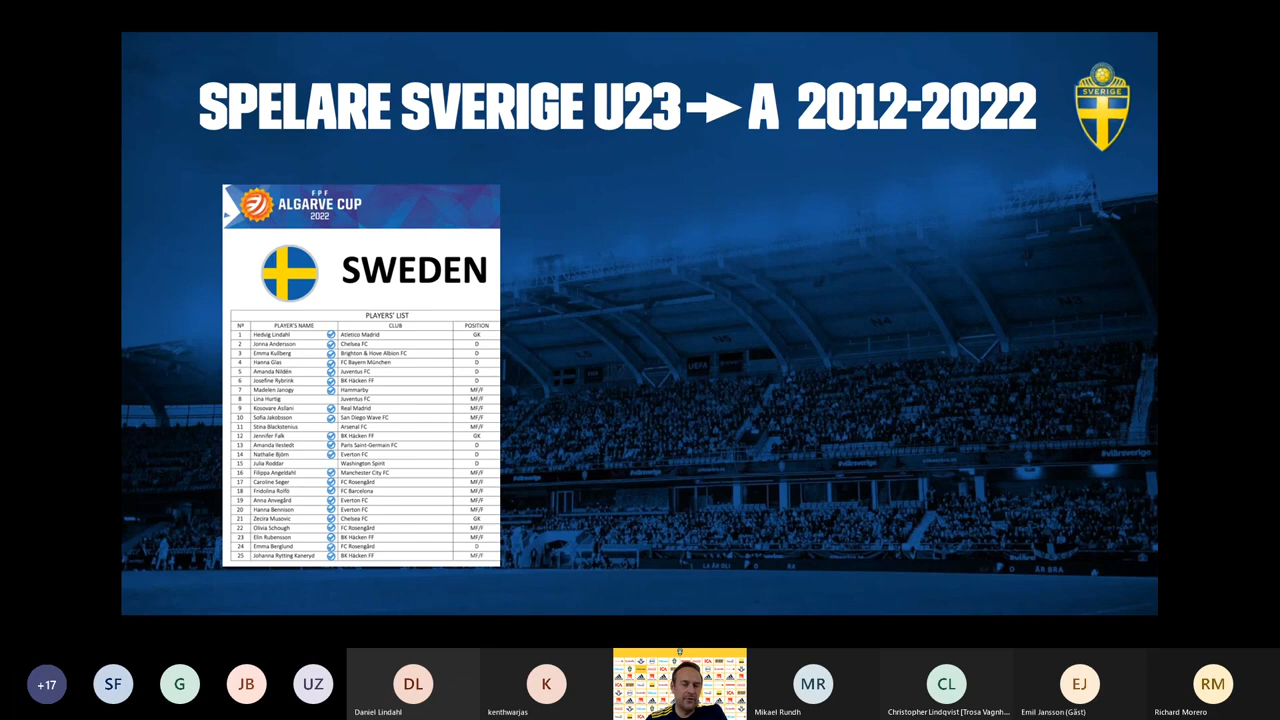 SPELARE SVERIGE U23→A 2012-2022
SVERIGE
FPF
ALGARVE CUP
2022
SWEDEN
PLAYERS' LIST
Nº PLAYER'S NAME CLUB POSITION
1 Hedvig Lindahl Atletico Madrid GK
2 Jonna Andersson Chelsea FC D
3 Emma Kullberg Brighton & Hove Albion FC D
4 Hanna Glas FC Bayern München D
5 Amanda Nildén Juventus FC D
6 Josefine Rybrink BK Häcken FF D
7 Madelen Janogy Hammarby MF/F
8 Lina Hurtig Juventus FC MF/F
9 Kosovare Asllani Real Madrid MF/F
10 Sofia Jakobsson San Diego Wave FC MF/F
11 Stina Blackstenius Arsenal FC MF/F
12 Jennifer Falk BK Häcken FF GK
13 Amanda Ilestedt Paris Saint-Germain FC D
14 Nathalie Björn Everton FC D
15 Julia Roddar Washington Spirit D
16 Filippa Angeldahl Manchester City FC MF/F
17 Caroline Seger FC Rosengård MF/F
18 Fridolina Rolfö FC Barcelona MF/F
19 Anna Anvegård Everton FC MF/F
20 Hanna Bennison Everton FC MF/F
21 Zecira Musovic Chelsea FC GK
22 Olivia Schough FC Rosengård MF/F
23 Elin Rubensson BK Häcken FF MF/F
24 Emma Berglund FC Rosengård D
25 Johanna Rytting Kaneryd BK Häcken FF MF/F
ÄR BRA
+17 SF G JB UZ DL K MR CL EJ RM
Daniel Lindahl kenthwarjas Mikael Rundh Christopher Lindqvist [Trosa Vagnh... Emil Jansson (Gäst) Richard Morero